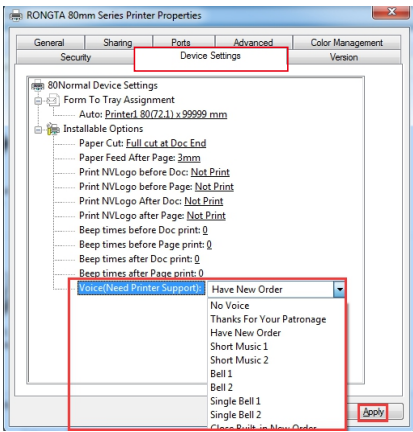 RONGTA 80mm Series Printer Properties
General Sharing Ports Advanced Color Management
Security Device Settings Version
80Normal Device Settings
Form To Tray Assignment
Auto: Printer1 80(72.1) x 99999 mm
Installable Options
Paper Cut: Full cut at Doc End
Paper Feed After Page: 3mm
Print NVLogo before Doc: Not Print
Print NVLogo before Page: Not Print
Print NVLogo After Doc: Not Print
Print NVLogo after Page: Not Print
Beep times before Doc print: 0
Beep times before Page print: 0
Beep times after Doc print: 0
Beep times after Page print: 0
Voice(Need Printer Support): Have New Order
No Voice
Thanks For Your Patronage
Have New Order
Short Music 1
Short Music 2
Bell 1
Bell 2
Single Bell 1
Single Bell 2
Close Built-in New Order
Apply